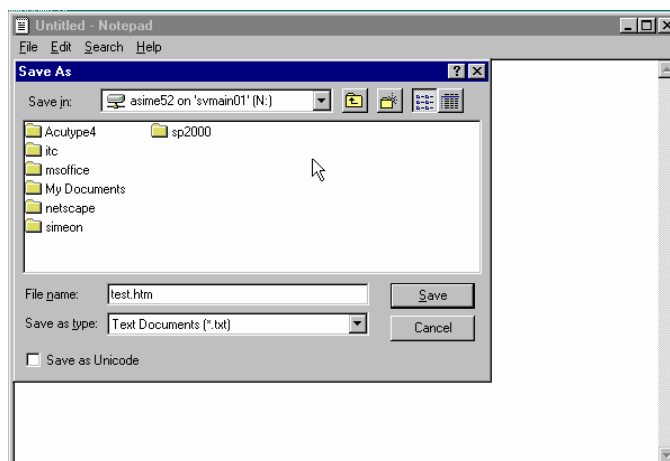 Untitled - Notepad
File Edit Search Help
Save As
Save in: asime52 on 'svmain01' (N:)
Acutype4 sp2000
itc
msoffice
My Documents
netscape
simeon
File name: test.htm Save
Save as type: Text Documents (*.txt) Cancel
Save as Unicode